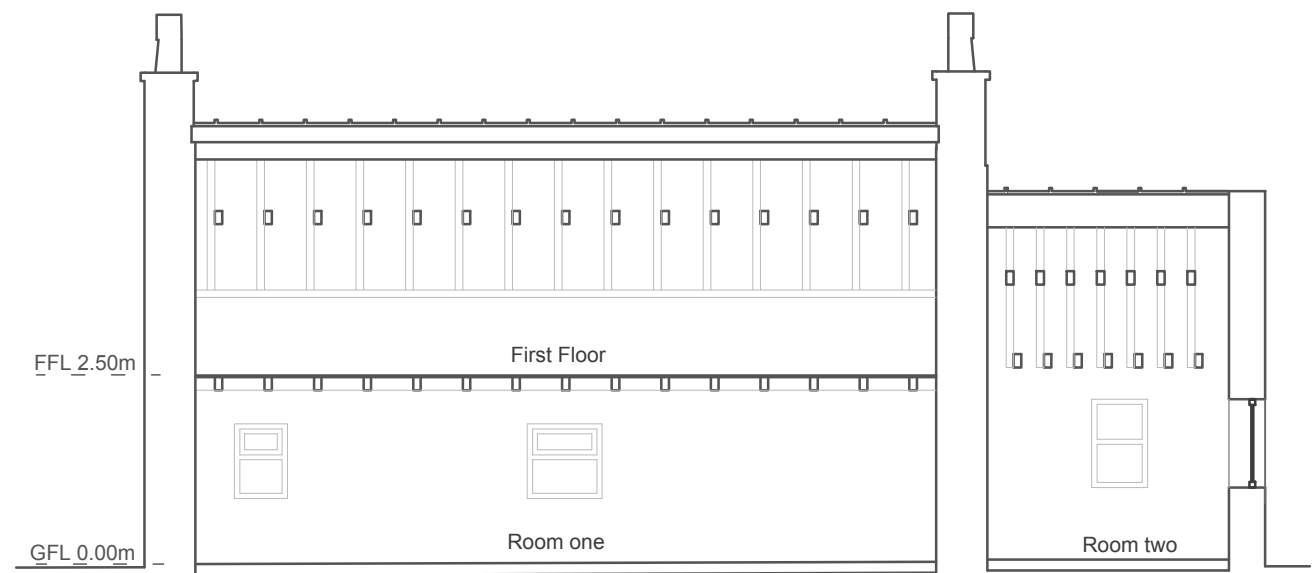 First Floor
FFL 2.50m
Room one
Room two
GFL 0.00m